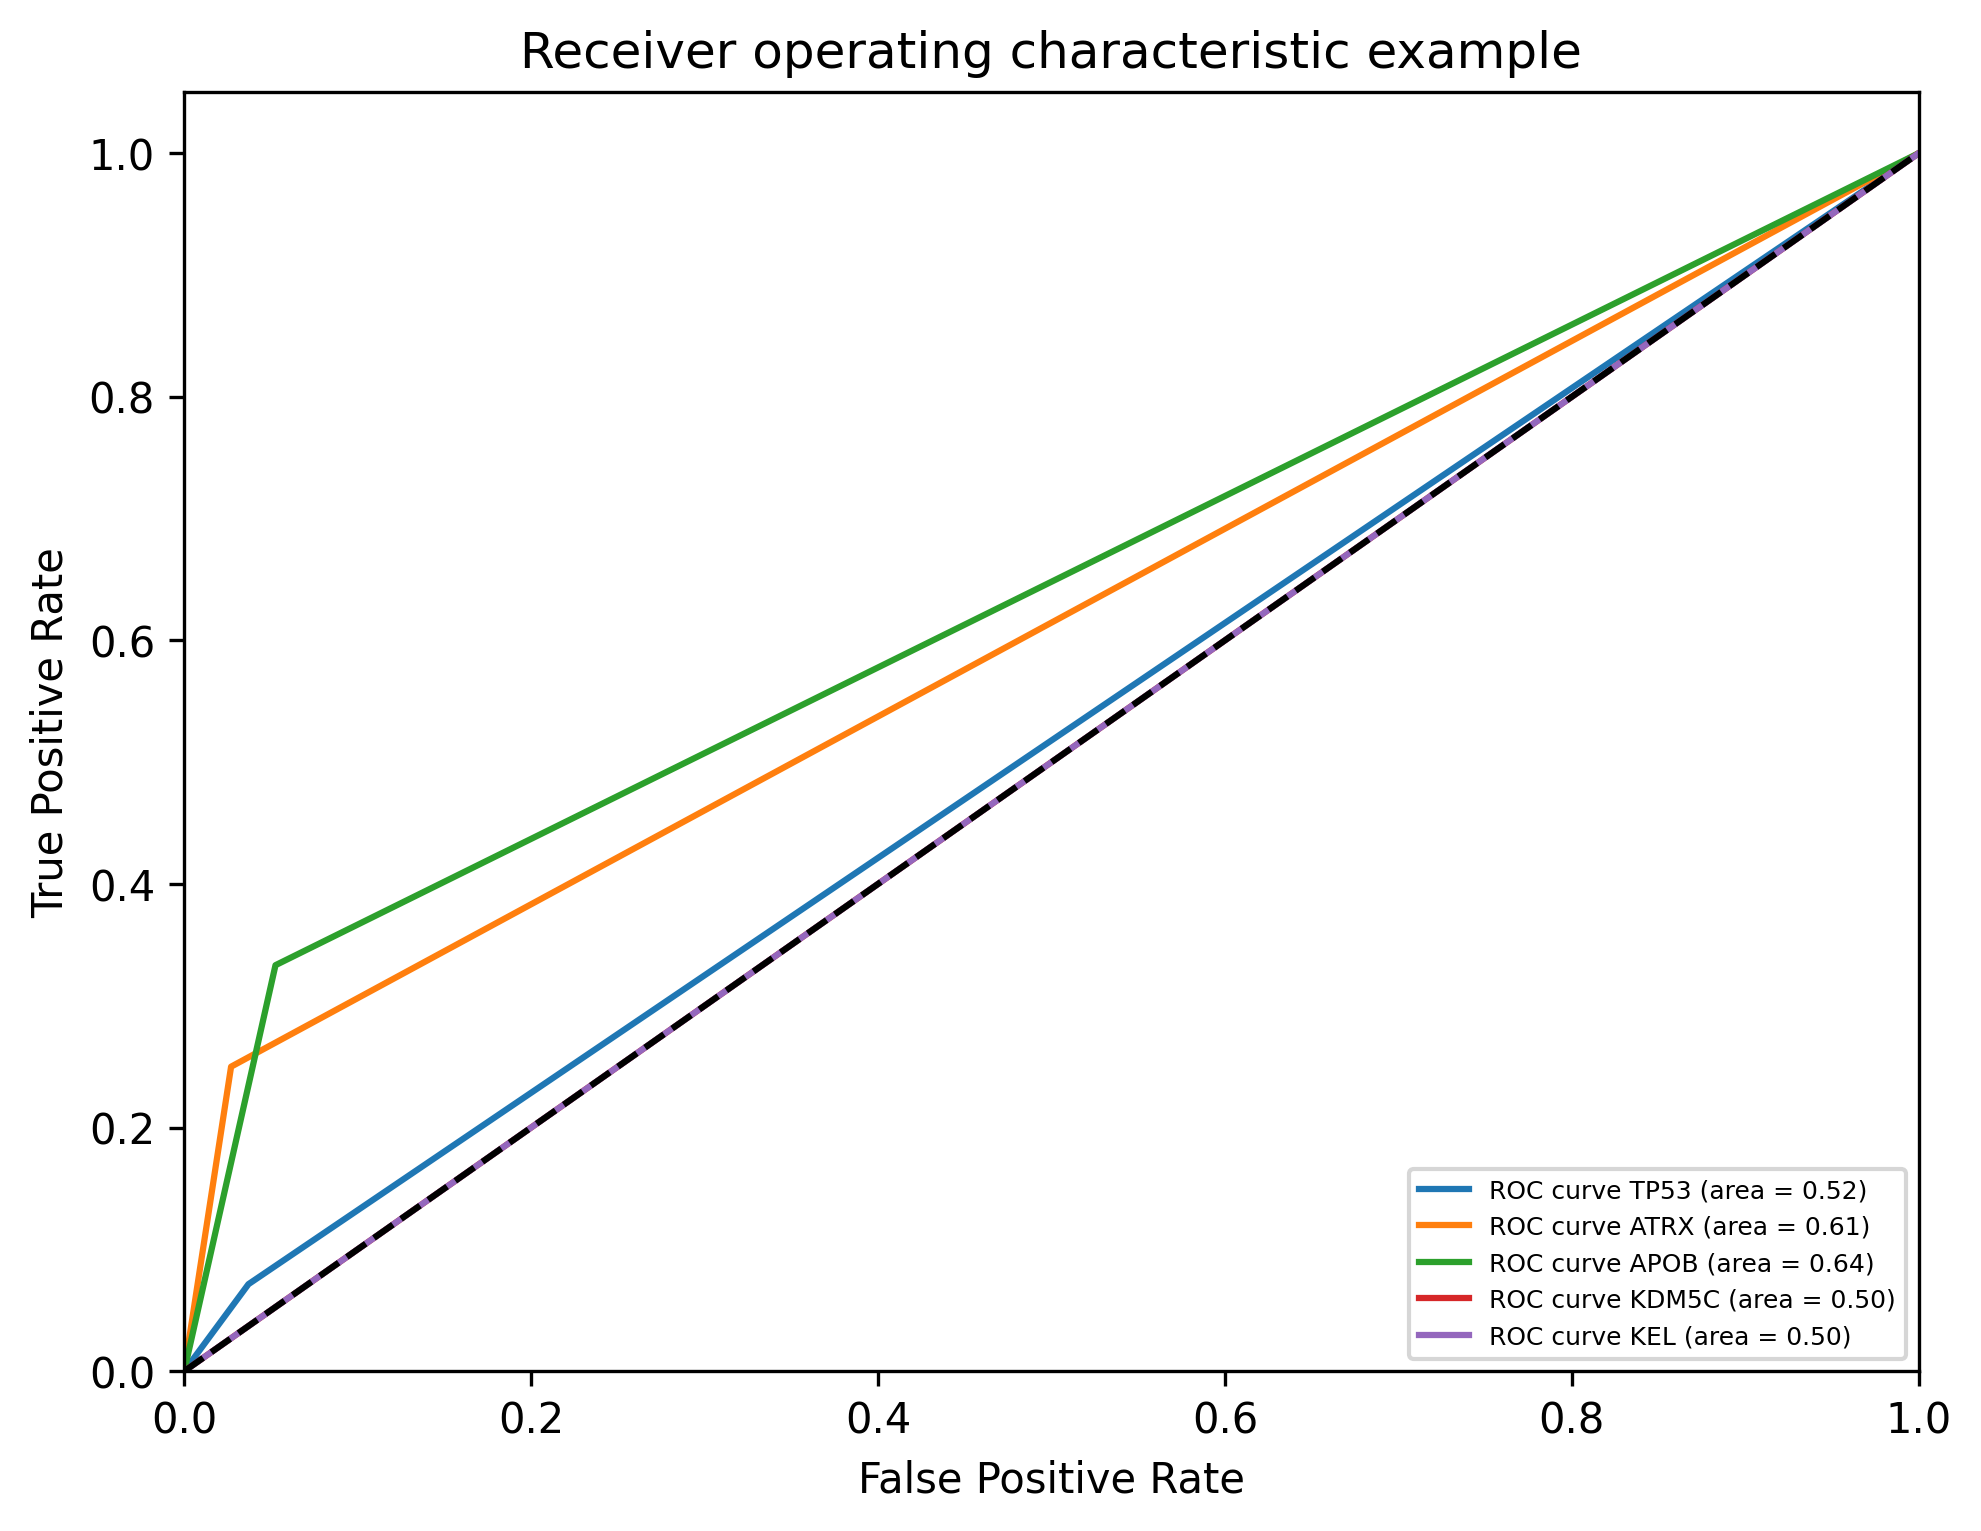 Receiver operating characteristic example
True Positive Rate
1.0
0.8
0.6
0.4
0.2
0.0
ROC curve TP53 (area = 0.52)
ROC curve ATRX (area = 0.61)
ROC curve APOB (area = 0.64)
ROC curve KDM5C (area = 0.50)
ROC curve KEL (area = 0.50)
0.0 0.2 0.4 0.6 0.8 1.0
False Positive Rate